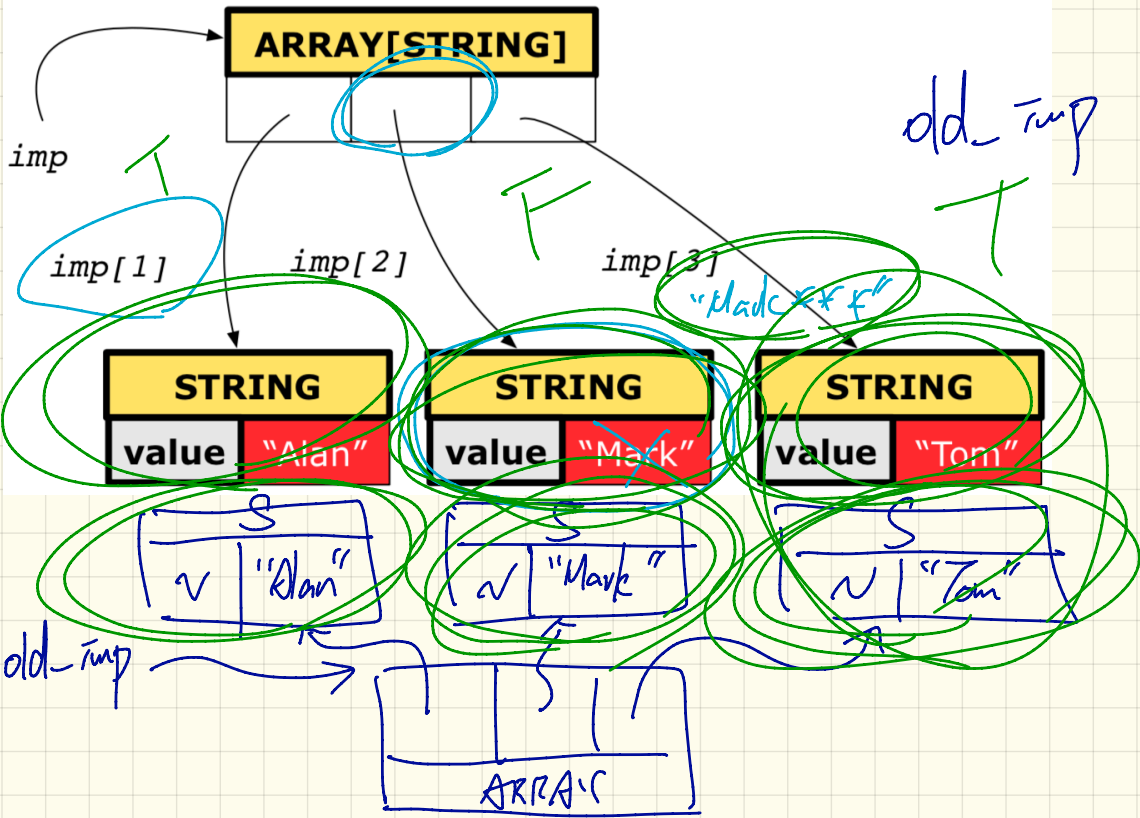 ARRAY[STRING]
old_imp
imp
T
F
T
imp[1]
imp[2]
imp[3]
"Mark***"
STRING
STRING
STRING
value "Alan"
value "Mark"
value "Tom"
S
S
S
V "Alan"
V "Mark"
V "Tom"
old_imp
ARRAY